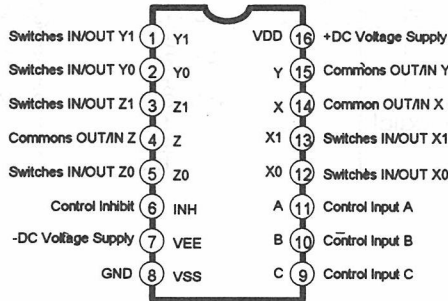 Switches IN/OUT Y1 1 Y1 VDD 16 +DC Voltage Supply
Switches IN/OUT Y0 2 Y0 Y 15 Commons OUT/IN Y
Switches IN/OUT Z1 3 Z1 X 14 Common OUT/IN X
Commons OUT/IN Z 4 Z X1 13 Switches IN/OUT X1
Switches IN/OUT Z0 5 Z0 X0 12 Switches IN/OUT X0
Control Inhibit 6 INH A 11 Control Input A
-DC Voltage Supply 7 VEE B 10 Control Input B
GND 8 VSS C 9 Control Input C